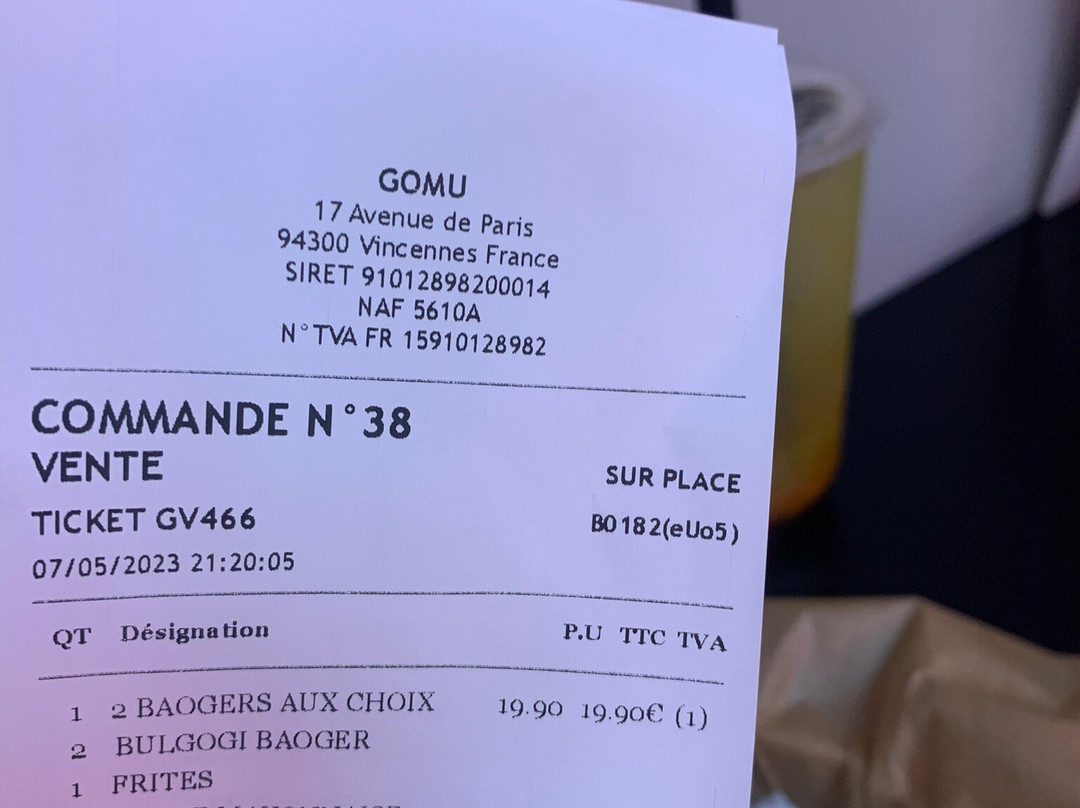 GOMU
17 Avenue de Paris
94300 Vincennes France
SIRET 91012898200014
NAF 5610A
N°TVA FR 15910128982
COMMANDE N°38
VENTE
SUR PLACE
TICKET GV466
B0182(eUo5)
07/05/2023 21:20:05
QT Désignation P.U TTC TVA
1 2 BAOGERS AUX CHOIX 19.90 19.90€ (1)
2 BULGOGI BAOGER
1 FRITES